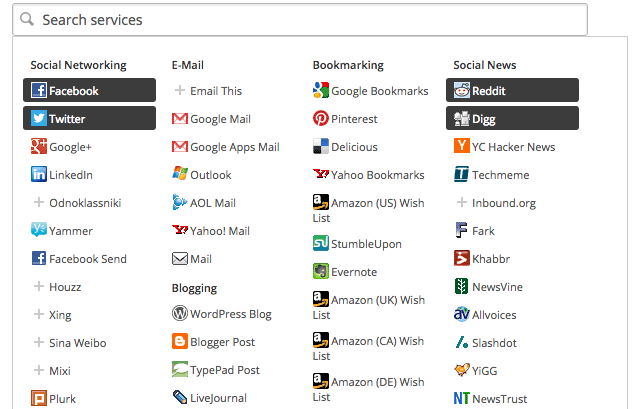 Search services
Social Networking
Facebook
Twitter
Google+
LinkedIn
Odnoklassniki
Yammer
Facebook Send
Houzz
Xing
Sina Weibo
Mixi
Plurk
E-Mail
Email This
Google Mail
Google Apps Mail
Outlook
AOL Mail
Yahoo! Mail
Mail
Blogging
WordPress Blog
Blogger Post
TypePad Post
LiveJournal
Bookmarking
Google Bookmarks
Pinterest
Delicious
Yahoo Bookmarks
Amazon (US) Wish
List
StumbleUpon
Evernote
Amazon (UK) Wish
List
Amazon (CA) Wish
List
Amazon (DE) Wish
List
Social News
Reddit
Digg
YC Hacker News
Techmeme
Inbound.org
Fark
Khabbr
NewsVine
Allvoices
Slashdot
YiGG
NewsTrust